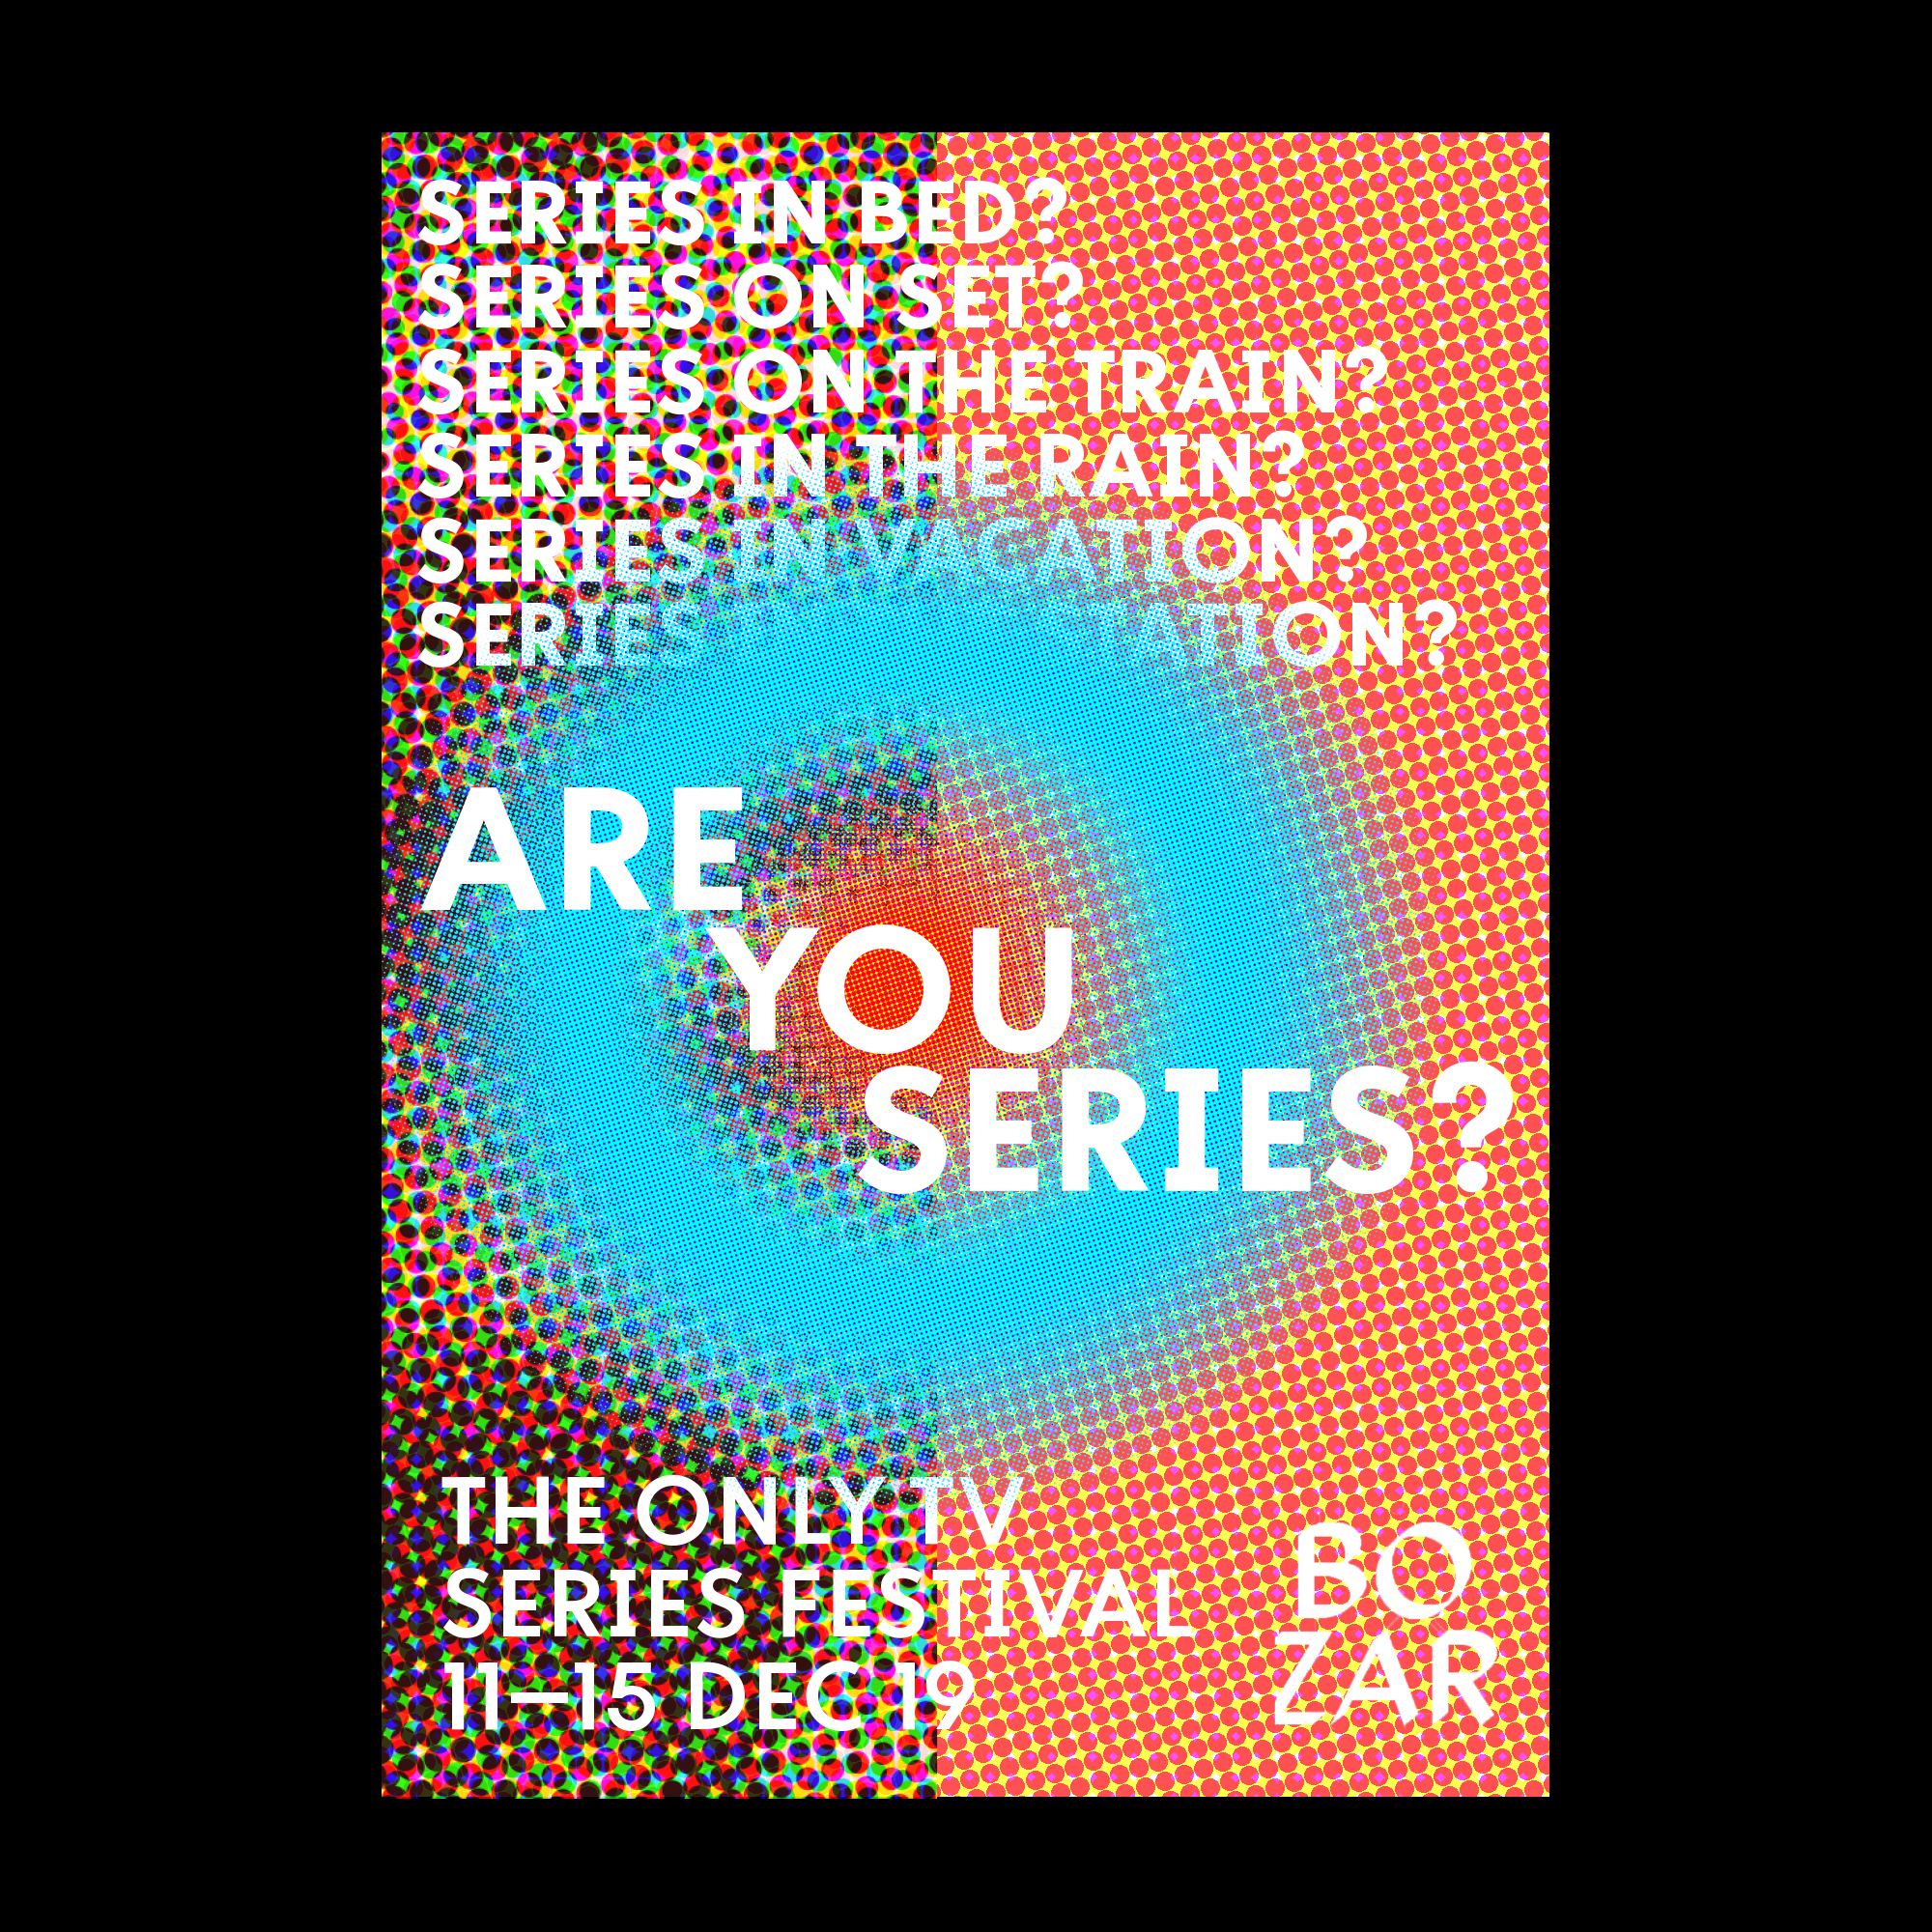 SERIES IN BED?
SERIES ON SET?
SERIES ON THE TRAIN?
SERIES IN THE RAIN?
SERIES IN VACATION?
SERIES
ARE
YOU
SERIES?
THE ONLY TV
SERIES FESTIVAL
11—15 DEC 19
BO
ZAR